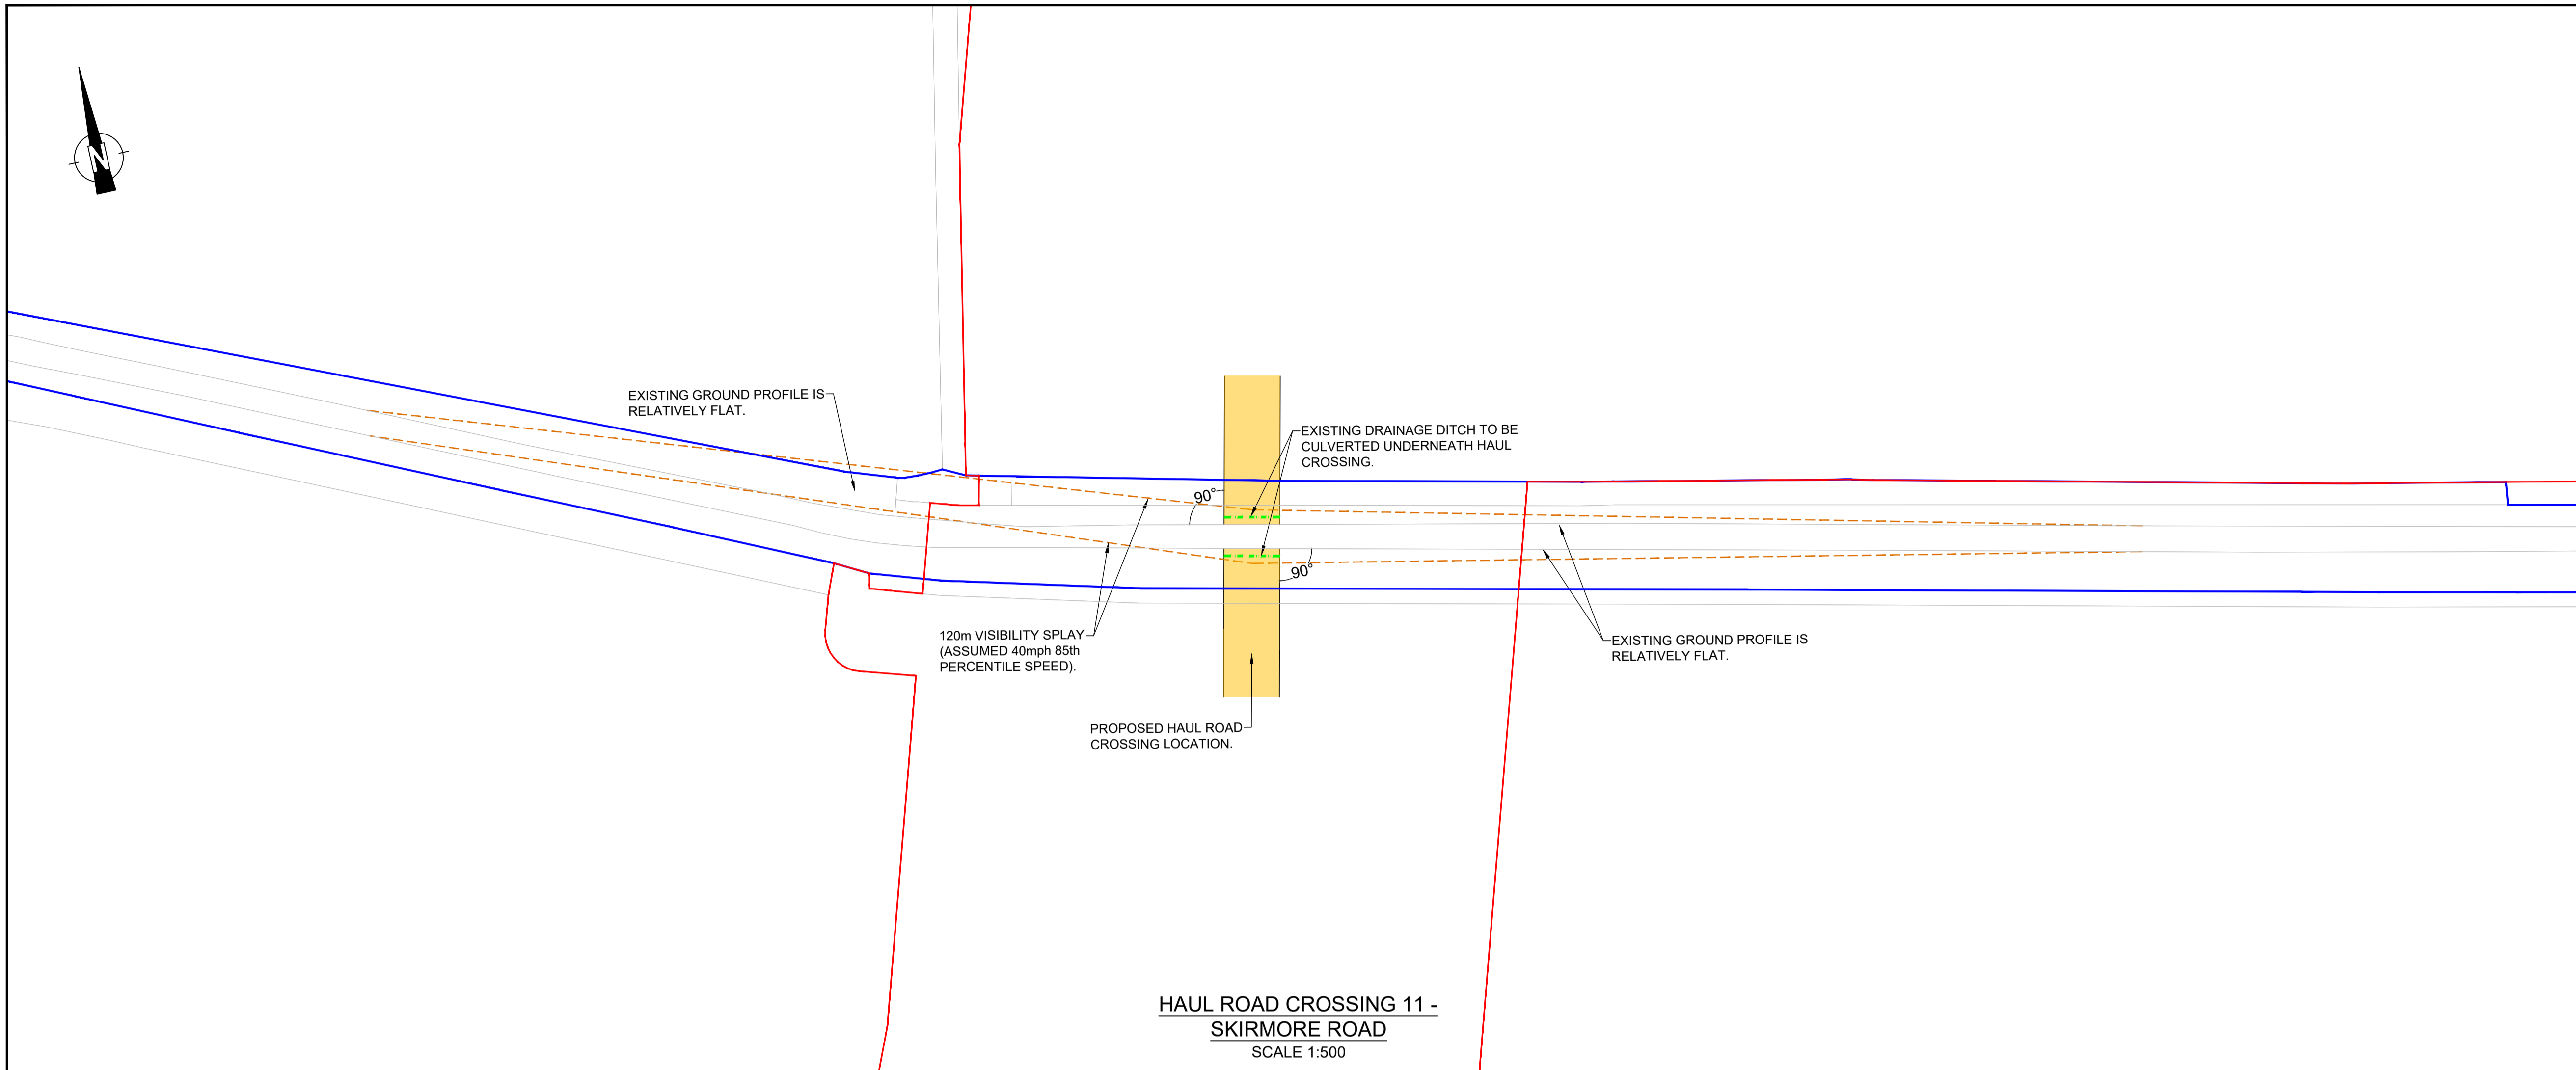 N
EXISTING GROUND PROFILE IS
RELATIVELY FLAT.
EXISTING DRAINAGE DITCH TO BE
CULVERTED UNDERNEATH HAUL
CROSSING.
90°
90°
120m VISIBILITY SPLAY
(ASSUMED 40mph 85th
PERCENTILE SPEED).
EXISTING GROUND PROFILE IS
RELATIVELY FLAT.
PROPOSED HAUL ROAD
CROSSING LOCATION.
HAUL ROAD CROSSING 11 -
SKIRMORE ROAD
SCALE 1:500